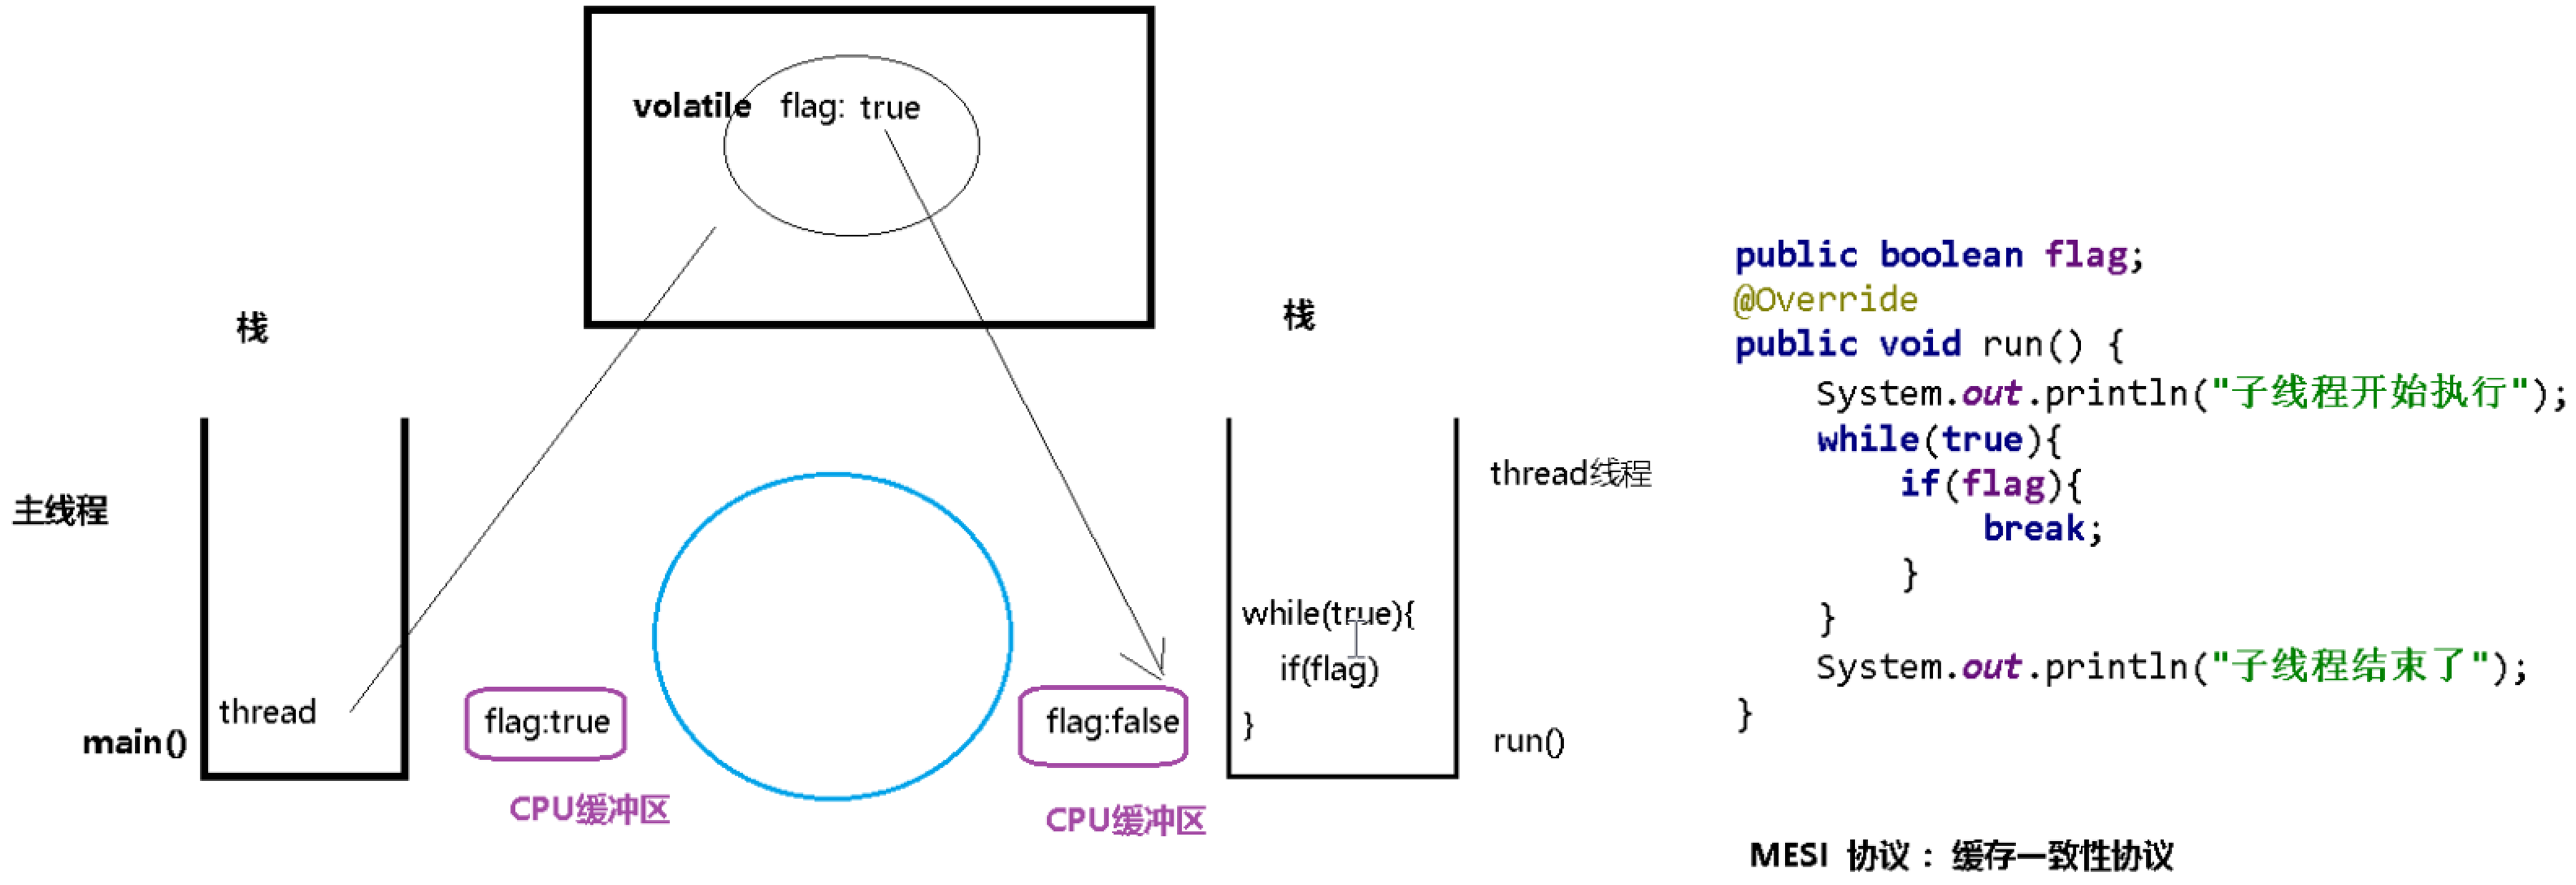 volatile flag: true
栈
主线程
thread
main()
flag:true
CPU缓冲区
flag:false
CPU缓冲区
栈
thread线程
while(true){
if(flag)
}
run()
public boolean flag;
@Override
public void run() {
System.out.println("子线程开始执行");
while(true){
if(flag){
break;
}
}
System.out.println("子线程结束了");
}
MESI 协议：缓存一致性协议